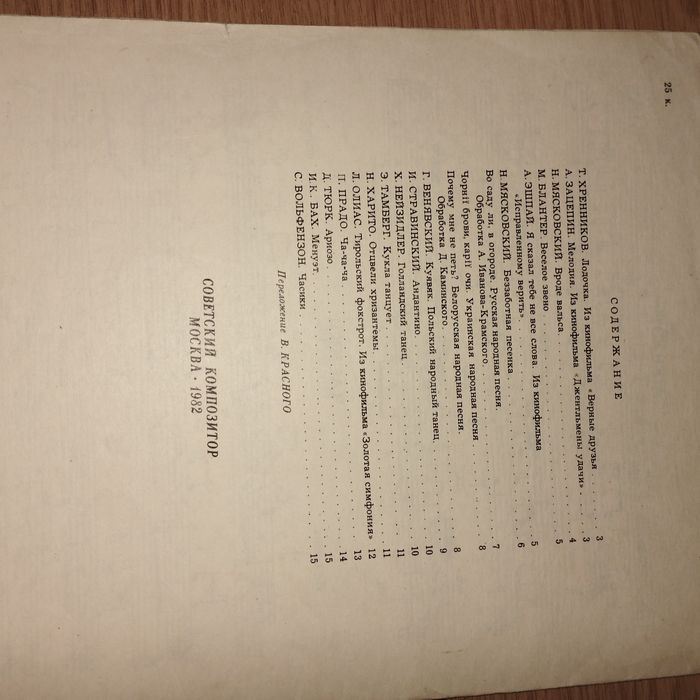 25 к.
СОДЕРЖАНИЕ
Т. ХРЕННИКОВ. Лодочка. Из кинофильма «Верные друзья . . . 3
А. ЗАЦЕПИН. Мелодия. Из кинофильма «Джентльмены удачи» . 3
Н. МЯСКОВСКИЙ. Вроде вальса . . . 4
М. БЛАНТЕР. Веселое звено . . . 5
А. ЭШПАЙ. Я сказал тебе не все слова. Из кинофильма
«Исправленному верить» . . . 5
Н. МЯСКОВСКИЙ. Беззаботная песенка . . . 6
Во саду ли, в огороде. Русская народная песня.
Обработка А. Иванова-Крамского . . . 7
Чорнії брови, карії очи. Украинская народная песня . . . 8
Почему мне не петь? Белорусская народная песня.
Обработка Д. Каминского . . . 8
Г. ВЕНЯВСКИЙ. Куявяк. Польский народный танец . . . 9
И. СТРАВИНСКИЙ. Андантино . . . 10
Х. НЕЙЗИДЛЕР. Голландский танец . . . 10
Э. ТАМБЕРГ. Кукла танцует . . . 11
Н. ХАРИТО. Отцвели хризантемы . . . 11
Л. ОЛИАС. Тирольский фокстрот. Из кинофильма «Золотая симфония» 12
П. ПРАДО. Ча-ча-ча . . . 13
Д. ТЮРК. Ариозо . . . 14
И. К. БАХ. Менуэт. . . . 15
С. ВОЛЬФЕНЗОН. Часики . . . 15
Переложение В. КРАСНОГО
СОВЕТСКИЙ КОМПОЗИТОР
МОСКВА · 1982